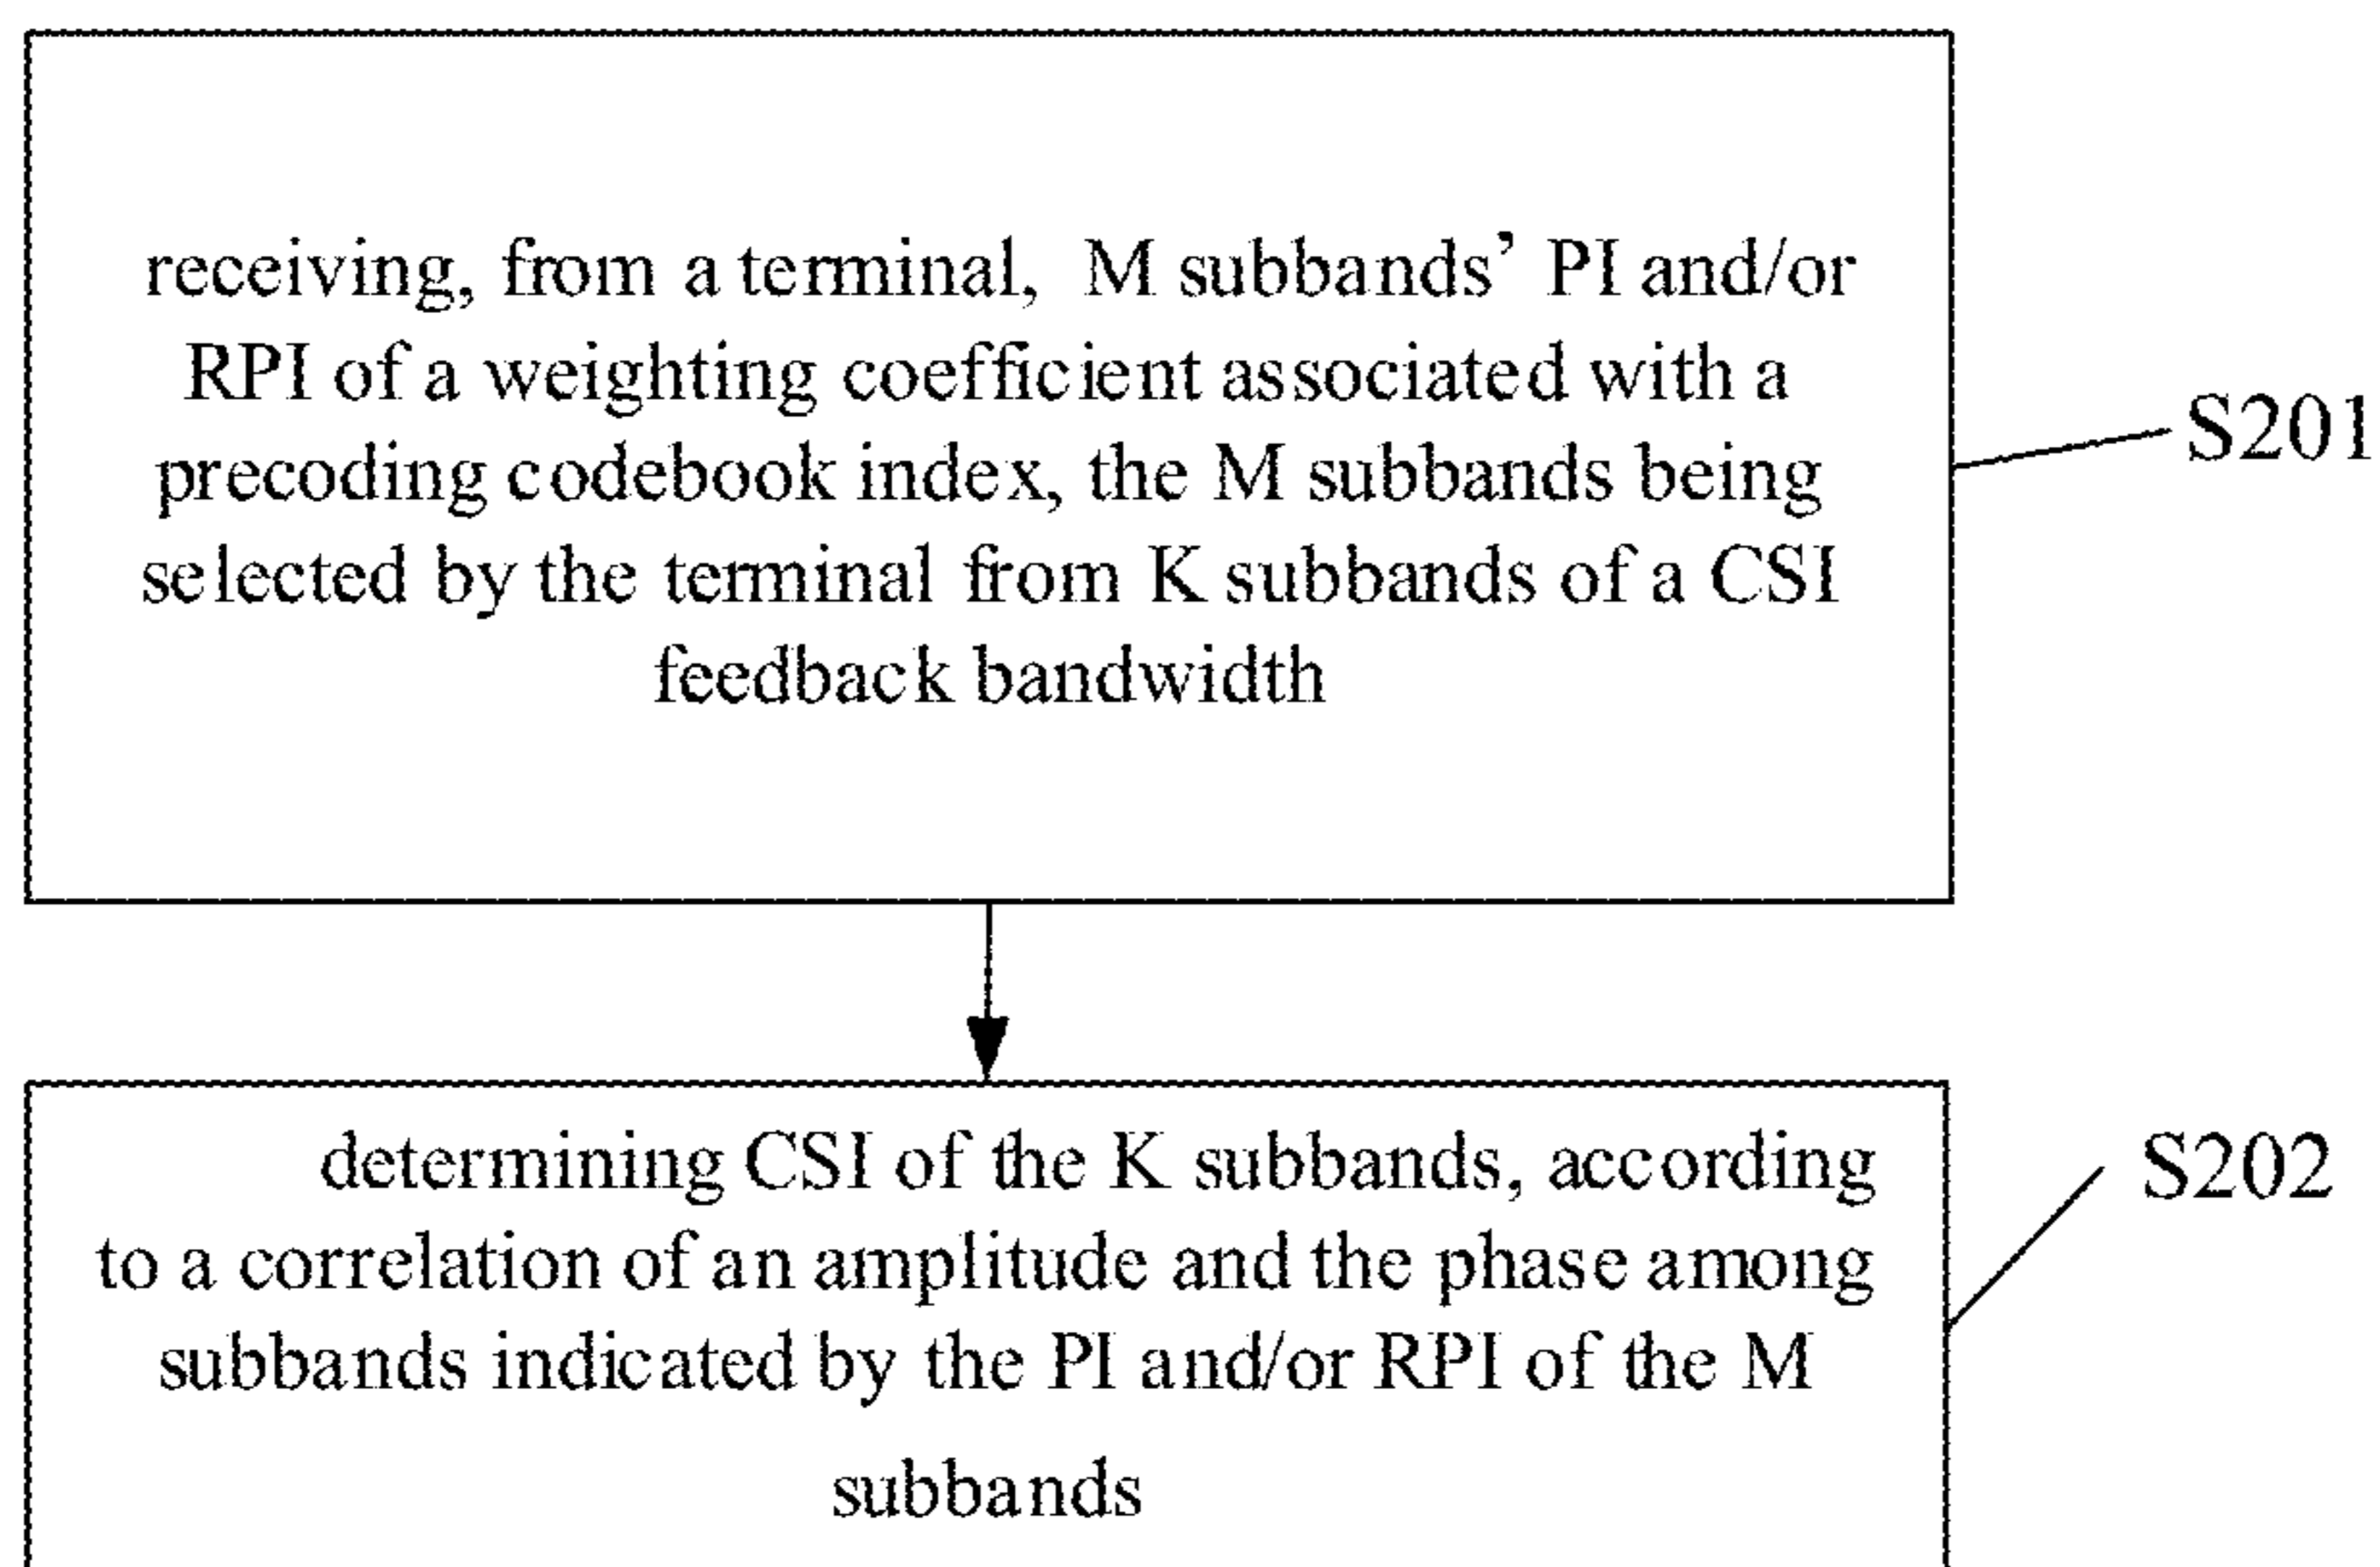 receiving, from a terminal, M subbands’ PI and/or
RPI of a weighting coefficient associated with a
precoding codebook index, the M subbands being
selected by the terminal from K subbands of a CSI
feedback bandwidth
S201
determining CSI of the K subbands, according
to a correlation of an amplitude and the phase among
subbands indicated by the PI and/or RPI of the M
subbands
S202